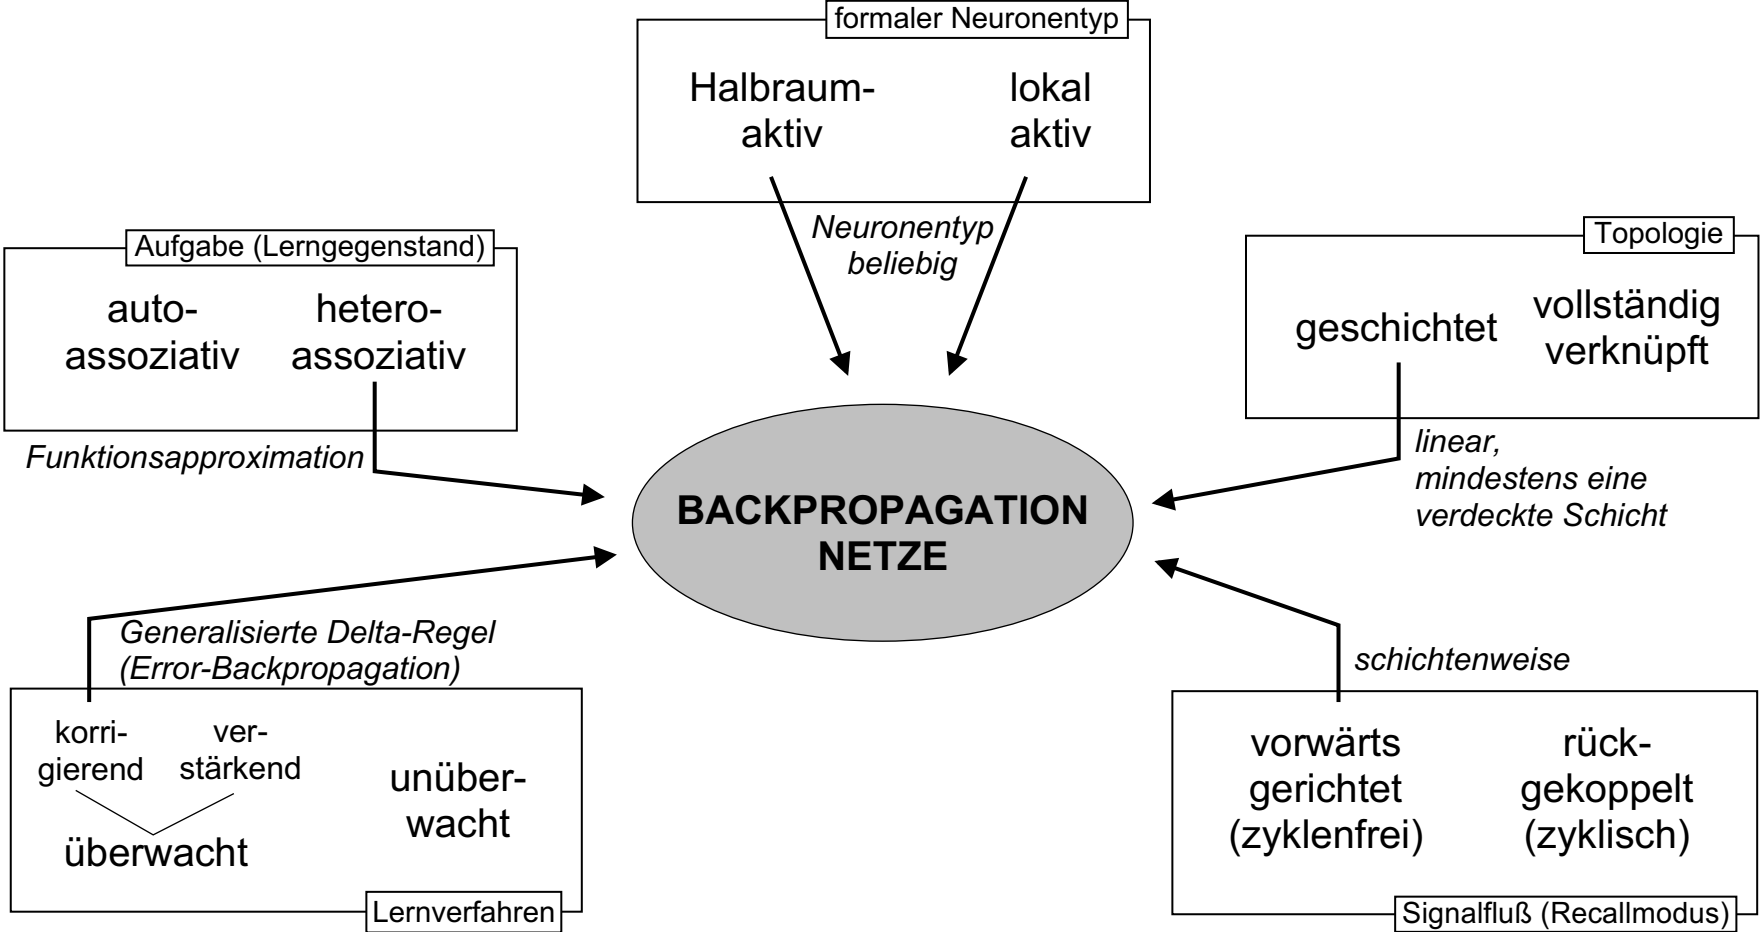 formaler Neuronentyp
Halbraum-
aktiv
lokal
aktiv
Neuronentyp
beliebig
Aufgabe (Lerngegenstand)
auto-
assoziativ
hetero-
assoziativ
Funktionsapproximation
Topologie
geschichtet
vollständig
verknüpft
linear,
mindestens eine
verdeckte Schicht
BACKPROPAGATION
NETZE
Generalisierte Delta-Regel
(Error-Backpropagation)
korri-
gierend
ver-
stärkend
überwacht
unüber-
wacht
Lernverfahren
schichtenweise
vorwärts
gerichtet
(zyklenfrei)
rück-
gekoppelt
(zyklisch)
Signalfluß (Recallmodus)